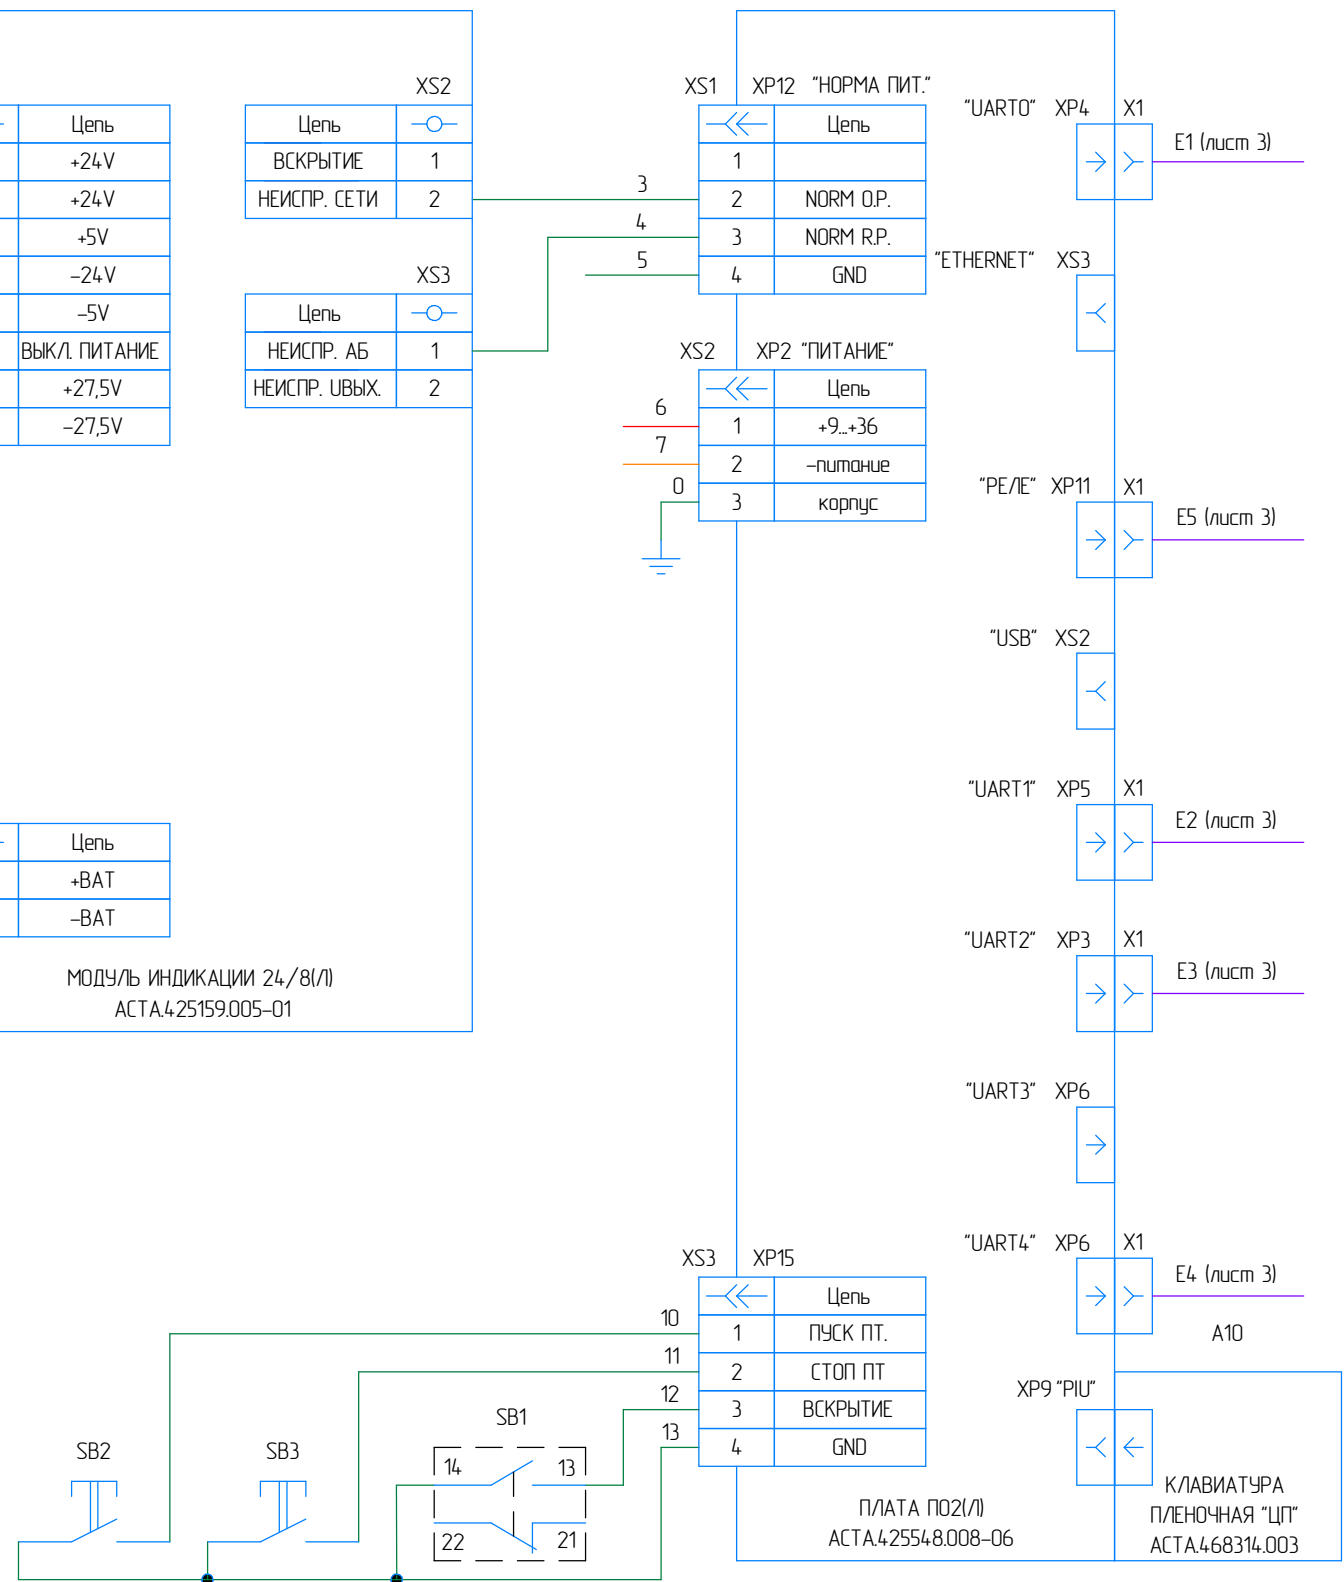 Цепь
+24V
+24V
+5V
-24V
-5V
ВЫКЛ. ПИТАНИЕ
+27,5V
-27,5V
XS2
Цепь
ВСКРЫТИЕ 1
НЕИСПР. СЕТИ 2
XS3
Цепь
НЕИСПР. АБ 1
НЕИСПР. UВЫХ. 2
Цепь
+BAT
-BAT
МОДУЛЬ ИНДИКАЦИИ 24/8(Л)
АСТА.425159.005-01
XS1 XP12 "НОРМА ПИТ."
Цепь
1
3 2 NORM O.P.
4 3 NORM R.P.
5 4 GND
XS2 XP2 "ПИТАНИЕ"
Цепь
6 1 +9...+36
7 2 -питание
0 3 корпус
"UART0" XP4 X1
E1 (лист 3)
"ETHERNET" XS3
"РЕЛЕ" XP11 X1
E5 (лист 3)
"USB" XS2
"UART1" XP5 X1
E2 (лист 3)
"UART2" XP3 X1
E3 (лист 3)
"UART3" XP6
"UART4" XP6 X1
E4 (лист 3)
A10
XP9 "PIU"
КЛАВИАТУРА
ПЛЕНОЧНАЯ "ЦП"
АСТА.468314.003
XS3 XP15
Цепь
10 1 ПУСК ПТ.
11 2 СТОП ПТ
12 3 ВСКРЫТИЕ
13 4 GND
ПЛАТА П02(Л)
АСТА.425548.008-06
SB2
SB3
SB1
14 13
22 21